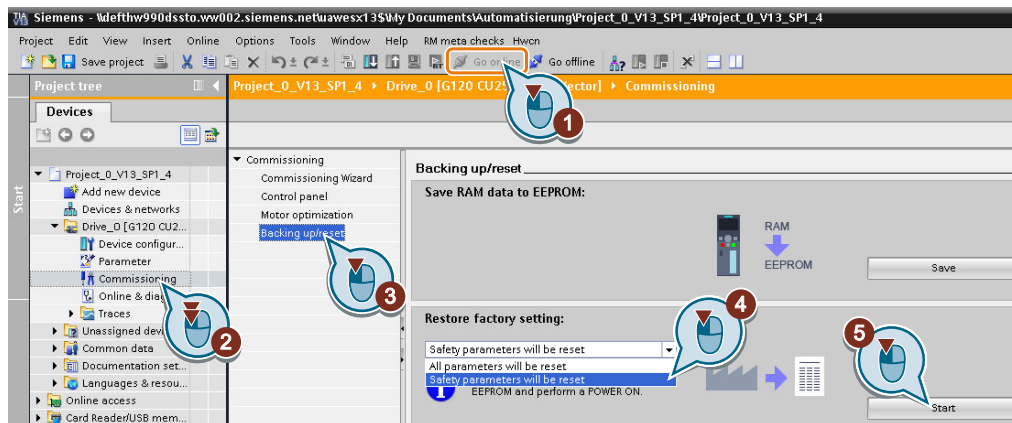 Siemens - \\defthw990dssto.ww002.siemens.net\uawesx13$\My Documents\Automatisierung\Project_0_V13_SP1_4\Project_0_V13_SP1_4
Project Edit View Insert Online Options Tools Window Help RM meta checks Hwcn
Save project Go online Go offline
Project tree
Project_0_V13_SP1_4 Drive_0 [G120 CU25 Commissioning
1
Devices
Start
Project_0_V13_SP1_4
Add new device
Devices & networks
Drive_0 [G120 CU2...
Device configur...
Parameter
Commissioning
Online &
Traces
Unassigned
Common data
Documentation set...
Languages & resou...
Online access
Card Reader/USB mem...
2
Commissioning
Commissioning Wizard
Control panel
Motor optimization
Backing up/reset
3
Backing up/reset
Save RAM data to EEPROM:
RAM
EEPROM
Save
Restore factory setting:
4
5
Safety parameters will be reset
All parameters will be reset
Safety parameters will be reset
EEPROM and perform a POWER ON.
Start